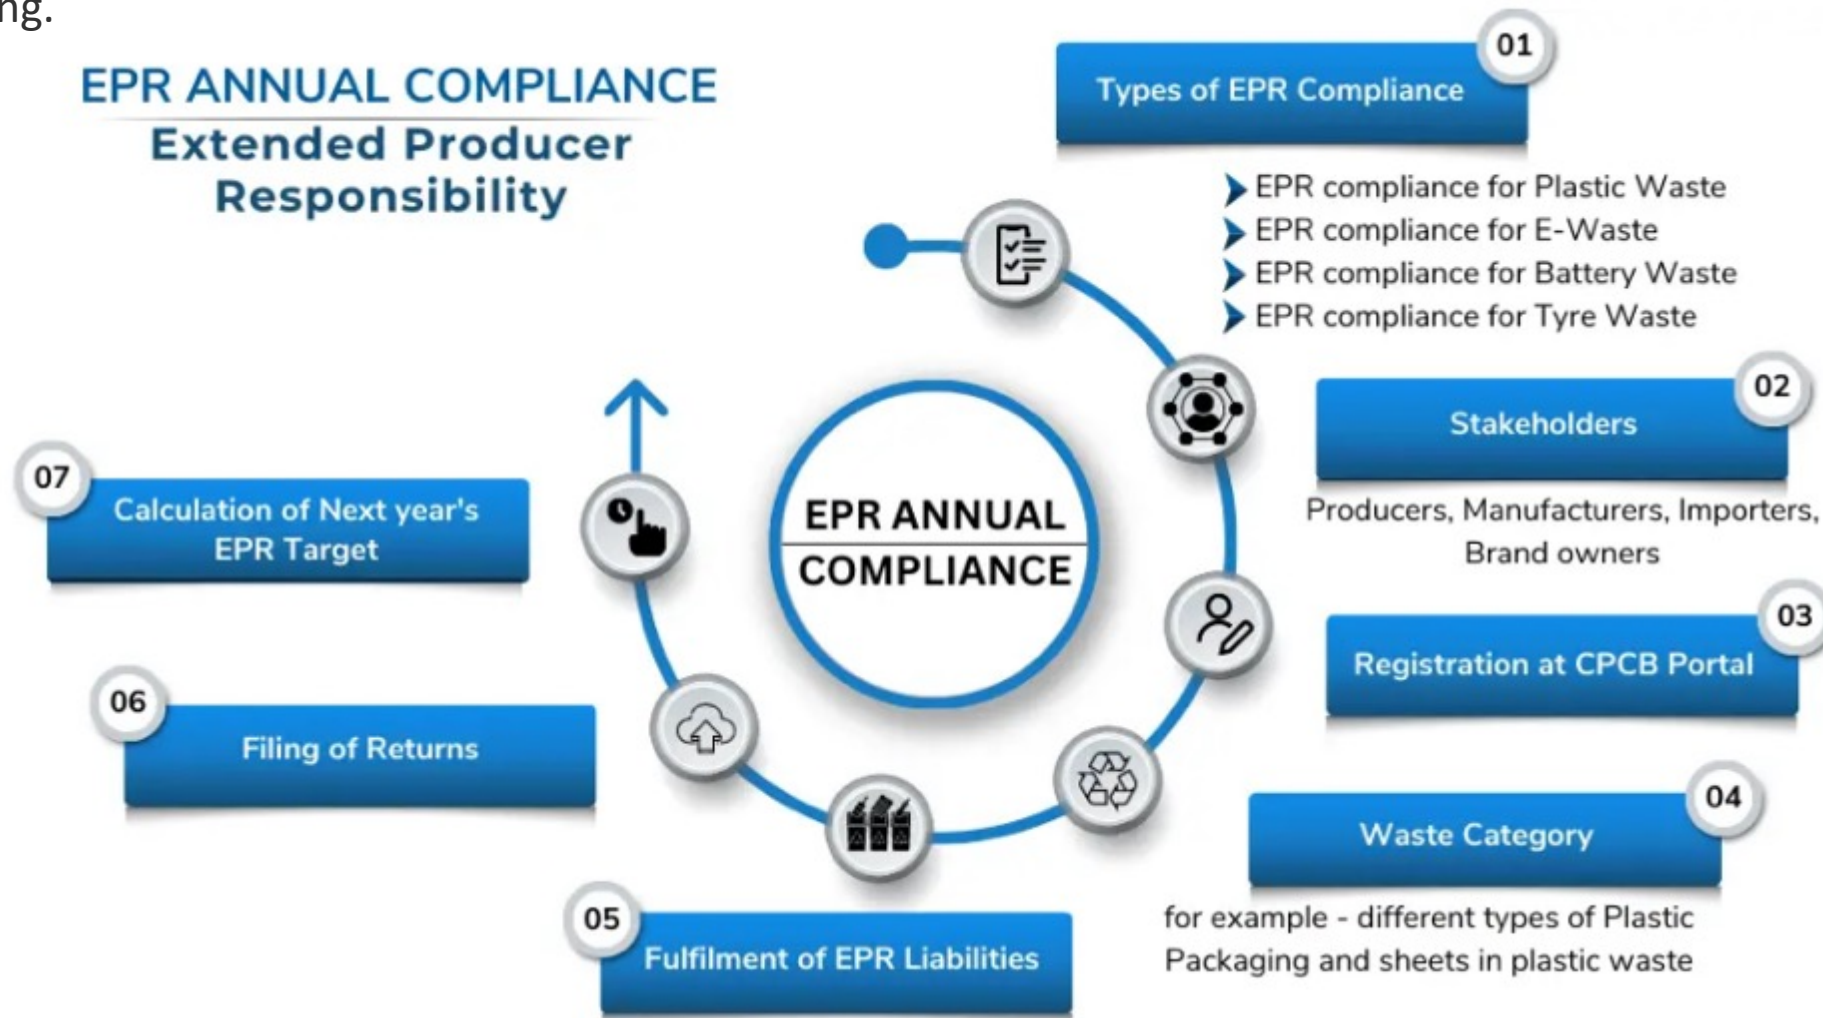 ng.
EPR ANNUAL COMPLIANCE
Extended Producer
Responsibility
01
Types of EPR Compliance
EPR compliance for Plastic Waste
EPR compliance for E-Waste
EPR compliance for Battery Waste
EPR compliance for Tyre Waste
02
Stakeholders
Producers, Manufacturers, Importers,
Brand owners
03
Registration at CPCB Portal
04
Waste Category
for example - different types of Plastic
Packaging and sheets in plastic waste
05
Fulfilment of EPR Liabilities
06
Filing of Returns
07
Calculation of Next year's
EPR Target
EPR ANNUAL
COMPLIANCE